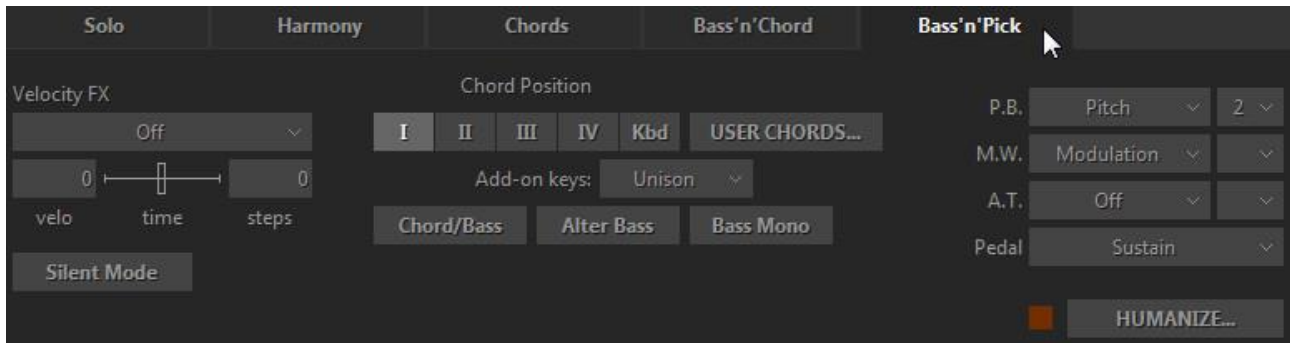 Solo Harmony Chords Bass'n'Chord Bass'n'Pick
Velocity FX
Off
0 0
velo time steps
Silent Mode
Chord Position
I II III IV Kbd USER CHORDS...
Add-on keys: Unison
Chord/Bass Alter Bass Bass Mono
P.B. Pitch 2
M.W. Modulation
A.T. Off
Pedal Sustain
HUMANIZE...